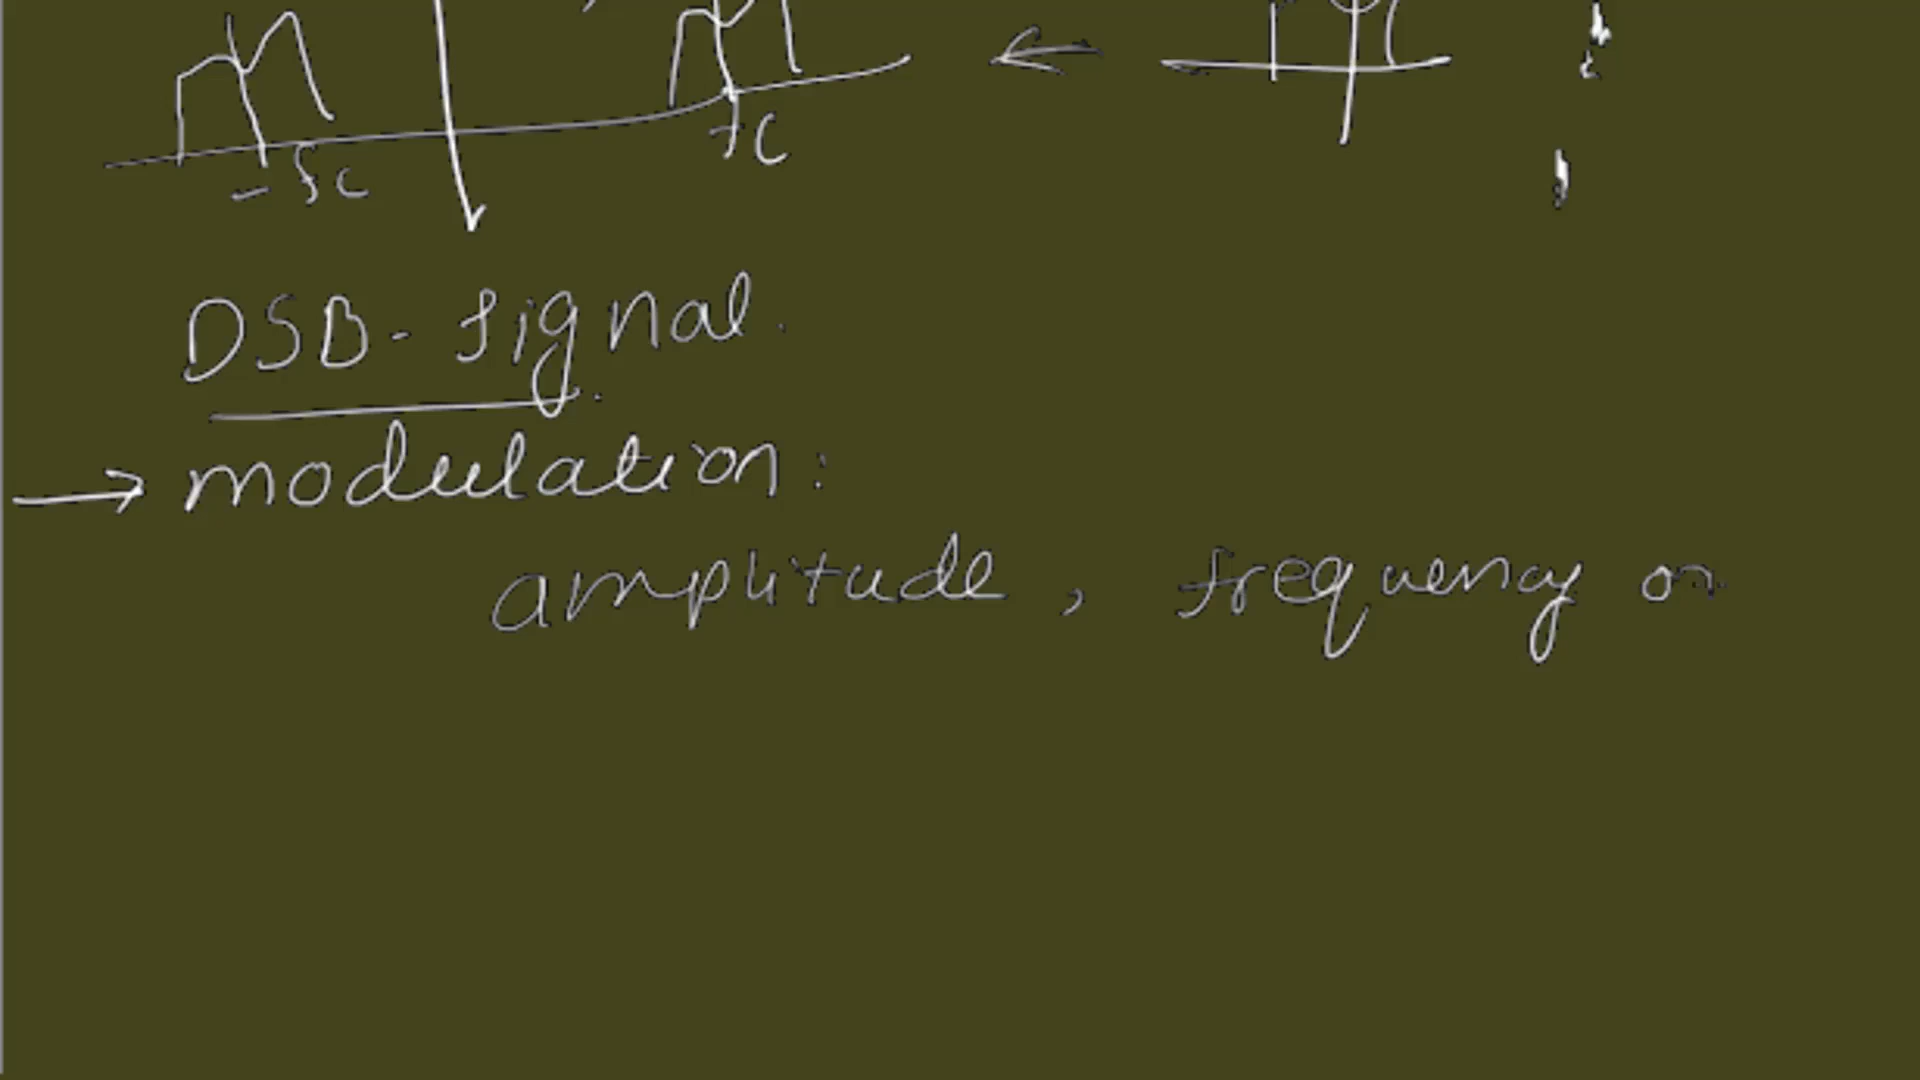 fc
- fc
DSB- Signal.
→ modulation:
amplitude, frequency or